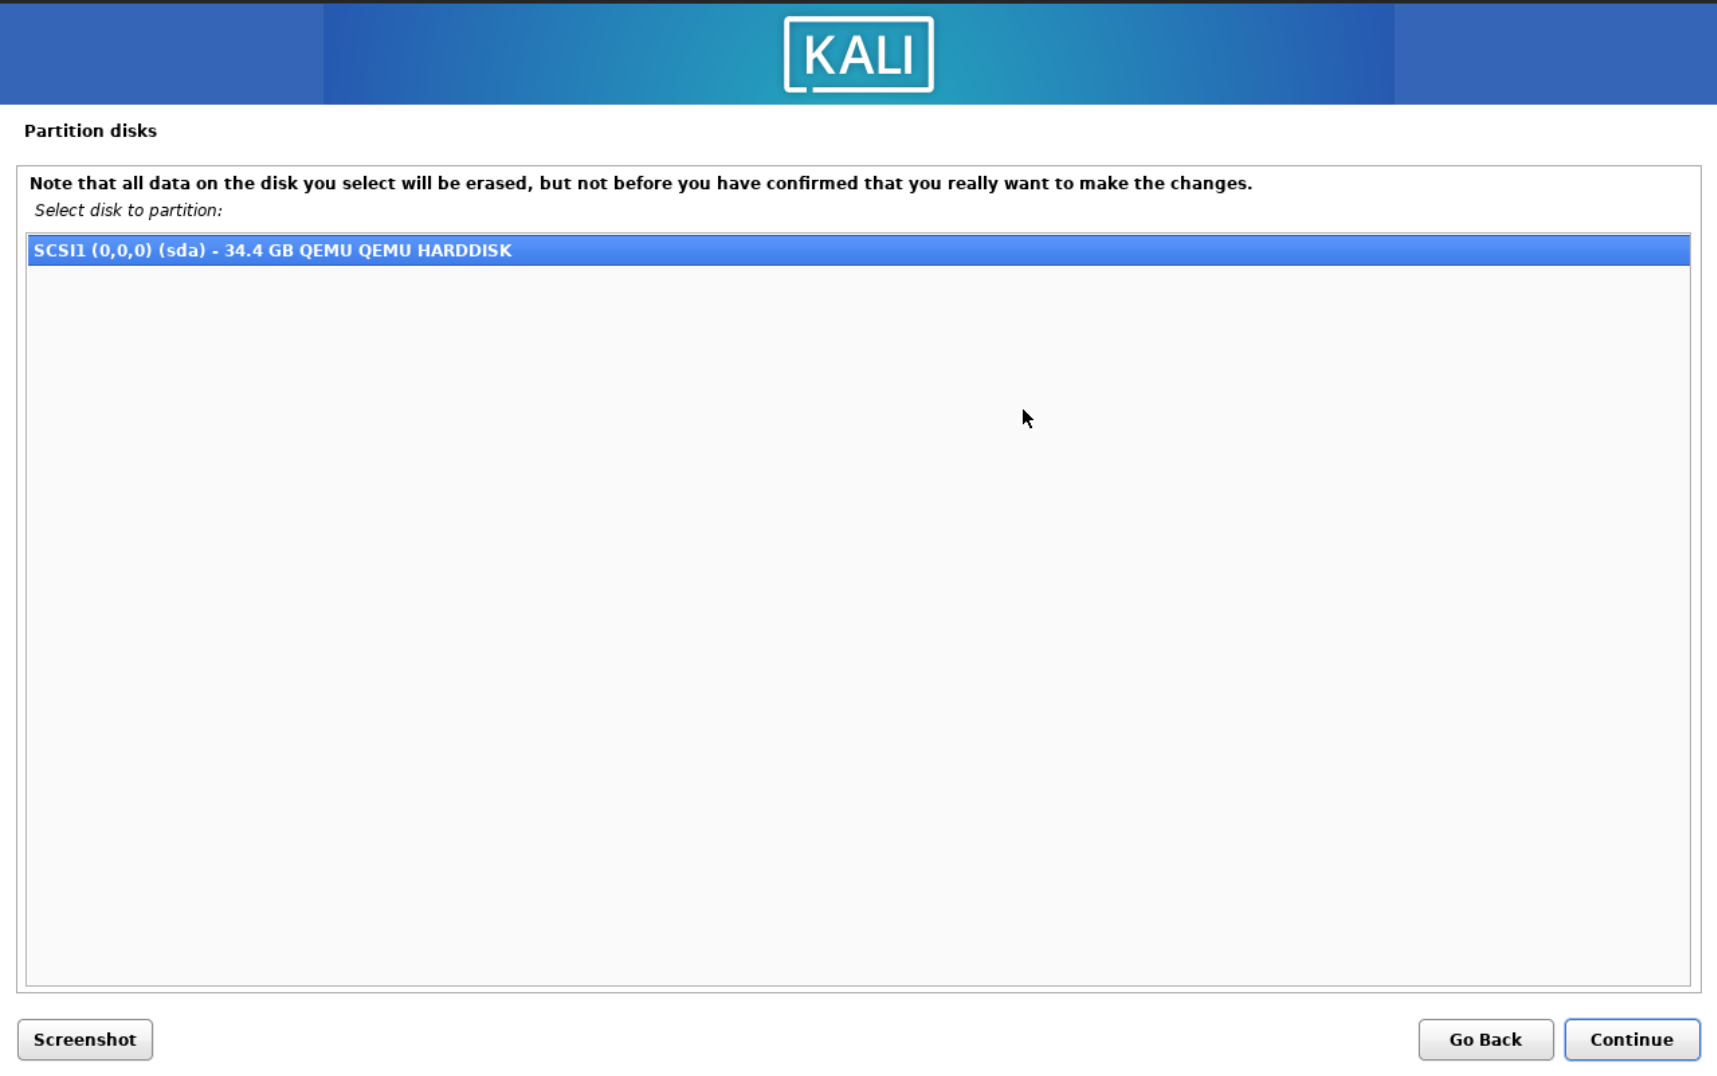 KALI
Partition disks
Note that all data on the disk you select will be erased, but not before you have confirmed that you really want to make the changes.
Select disk to partition:
SCSI1 (0,0,0) (sda) - 34.4 GB QEMU QEMU HARDDISK
Screenshot
Go Back
Continue